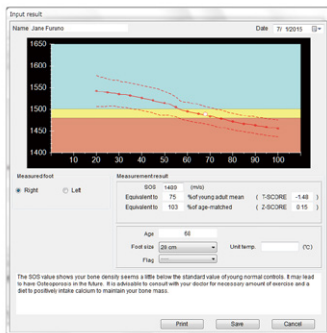 Input result
Name Jane Furuno
Date 7/ 1/2015
1650
1600
1550
1500
1450
1400
0 10 20 30 40 50 60 70 80 90 100
Measured foot
Right Left
Measurement result
SOS 1480 (m/s)
Equivalent to 75 %of young adult mean ( T-SCORE -1.48 )
Equivalent to 103 %of age-matched ( Z-SCORE 0.15 )
Age 68
Foot size 26 cm Unit temp. (℃)
Flag ----
The SOS value shows your bone density seems a little below the standard value of young normal controls. It may lead
to have Osteoporosis in the future. It is advisable to consult with your doctor for necessary amount of exercise and a
diet to positively intake calcium to maintain your bone mass.
Print Save Cancel